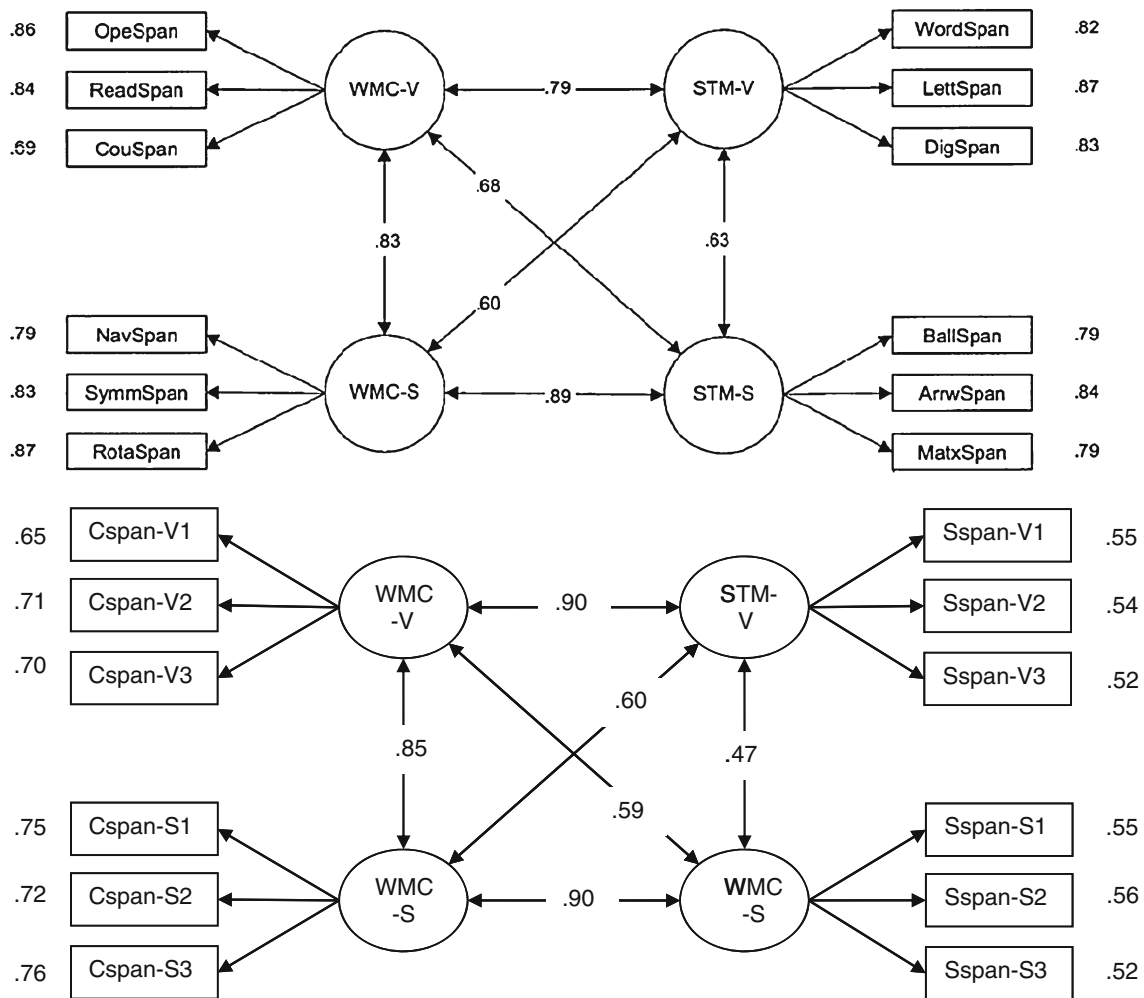 .86 OpeSpan WordSpan .82
WMC-V .79 STM-V
.84 ReadSpan LettSpan .87
.69 CouSpan DigSpan .83
.68
.83 .63
.60
.79 NavSpan BallSpan .79
.83 SymmSpan WMC-S .89 STM-S ArrwSpan .84
.87 RotaSpan MatxSpan .79
.65 Cspan-V1 Sspan-V1 .55
WMC STM-
.71 Cspan-V2 .90 Sspan-V2 .54
-V V
.70 Cspan-V3 Sspan-V3 .52
.60
.85 .47
.59
.75 Cspan-S1 Sspan-S1 .55
WMC WMC
.72 Cspan-S2 .90 Sspan-S2 .56
-S -S
.76 Cspan-S3 Sspan-S3 .52